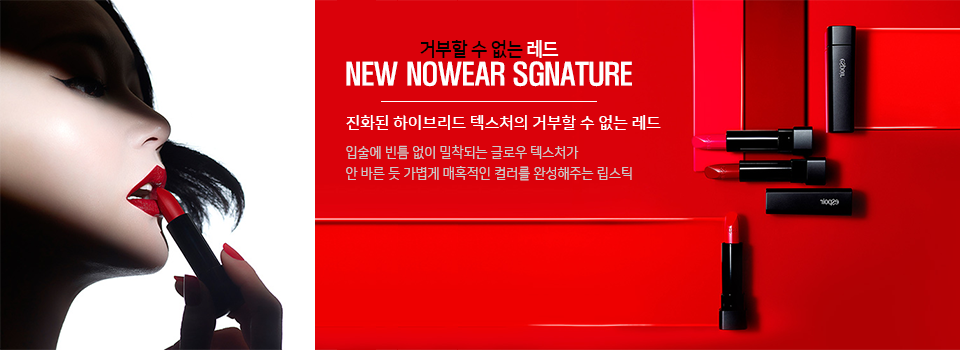 거부할 수 없는 레드
NEW NOWEAR SGNATURE
진화된 하이브리드 텍스처의 거부할 수 없는 레드
입술에 빈틈 없이 밀착되는 글로우 텍스처가
안 바른 듯 가볍게 매혹적인 컬러를 완성해주는 립스틱
espoir
espoir